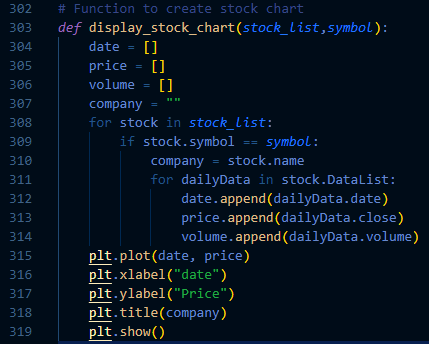 302 # Function to create stock chart
303 def display_stock_chart(stock_list,symbol):
304     date = []
305     price = []
306     volume = []
307     company = ""
308     for stock in stock_list:
309         if stock.symbol == symbol:
310             company = stock.name
311             for dailyData in stock.DataList:
312                 date.append(dailyData.date)
313                 price.append(dailyData.close)
314                 volume.append(dailyData.volume)
315     plt.plot(date, price)
316     plt.xlabel("date")
317     plt.ylabel("Price")
318     plt.title(company)
319     plt.show()